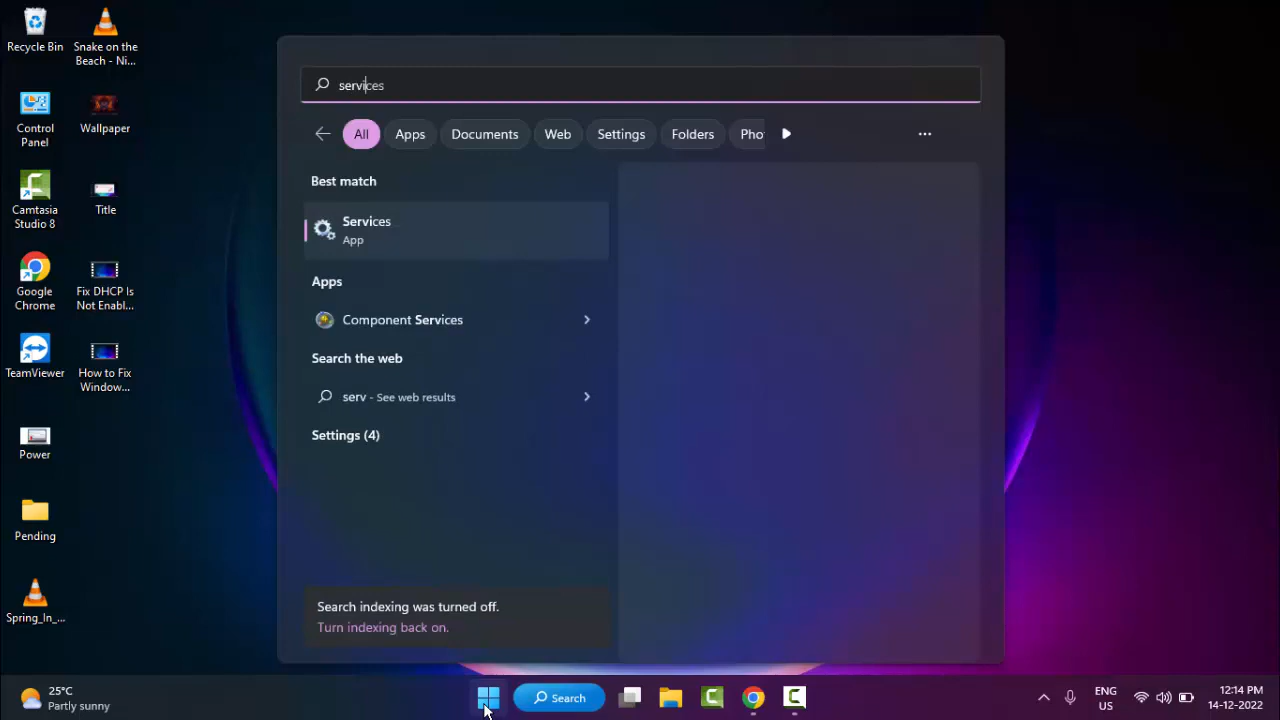 Recycle Bin
Snake on the
Beach - Ni...
Control
Panel
Wallpaper
Camtasia
Studio 8
Title
Google
Chrome
Fix DHCP Is
Not Enabl...
TeamViewer
How to Fix
Window...
Power
Pending
Spring_In_...
services
All
Apps
Documents
Web
Settings
Folders
Pho
...
Best match
Services
App
Apps
Component Services
Search the web
serv - See web results
Settings (4)
Search indexing was turned off.
Turn indexing back on.
25°C
Partly sunny
Search
ENG
US
12:14 PM
14-12-2022